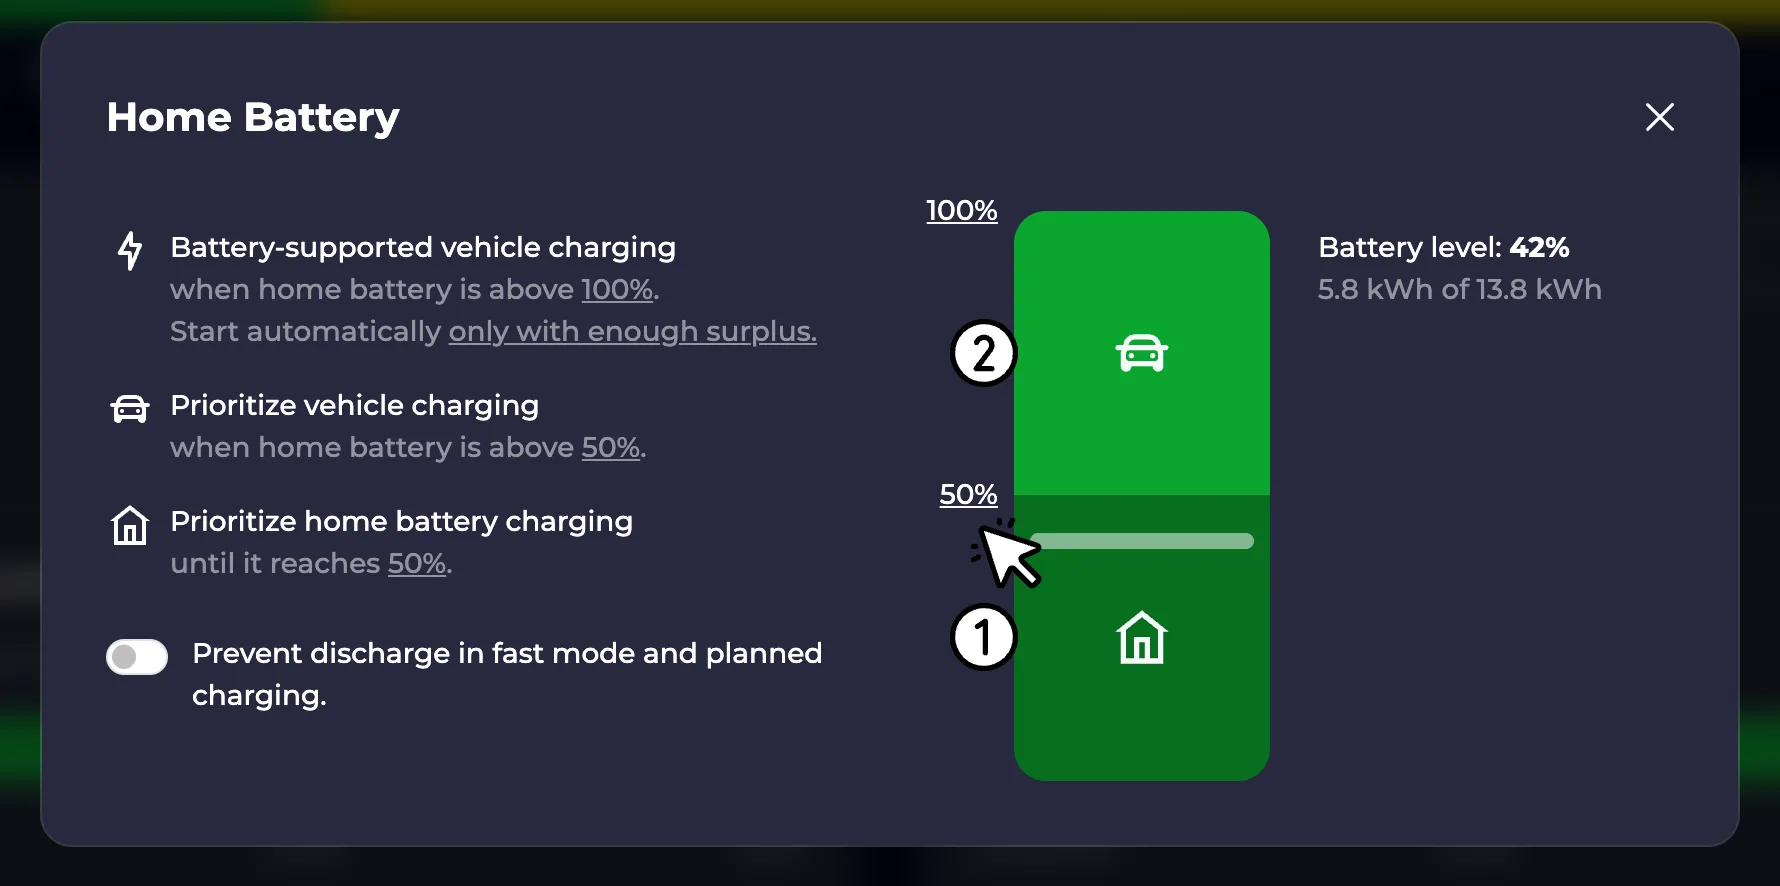 Home Battery
Battery-supported vehicle charging
when home battery is above 100%.
Start automatically only with enough surplus.
Prioritize vehicle charging
when home battery is above 50%.
Prioritize home battery charging
until it reaches 50%.
Prevent discharge in fast mode and planned
charging.
100%
2
50%
1
Battery level: 42%
5.8 kWh of 13.8 kWh